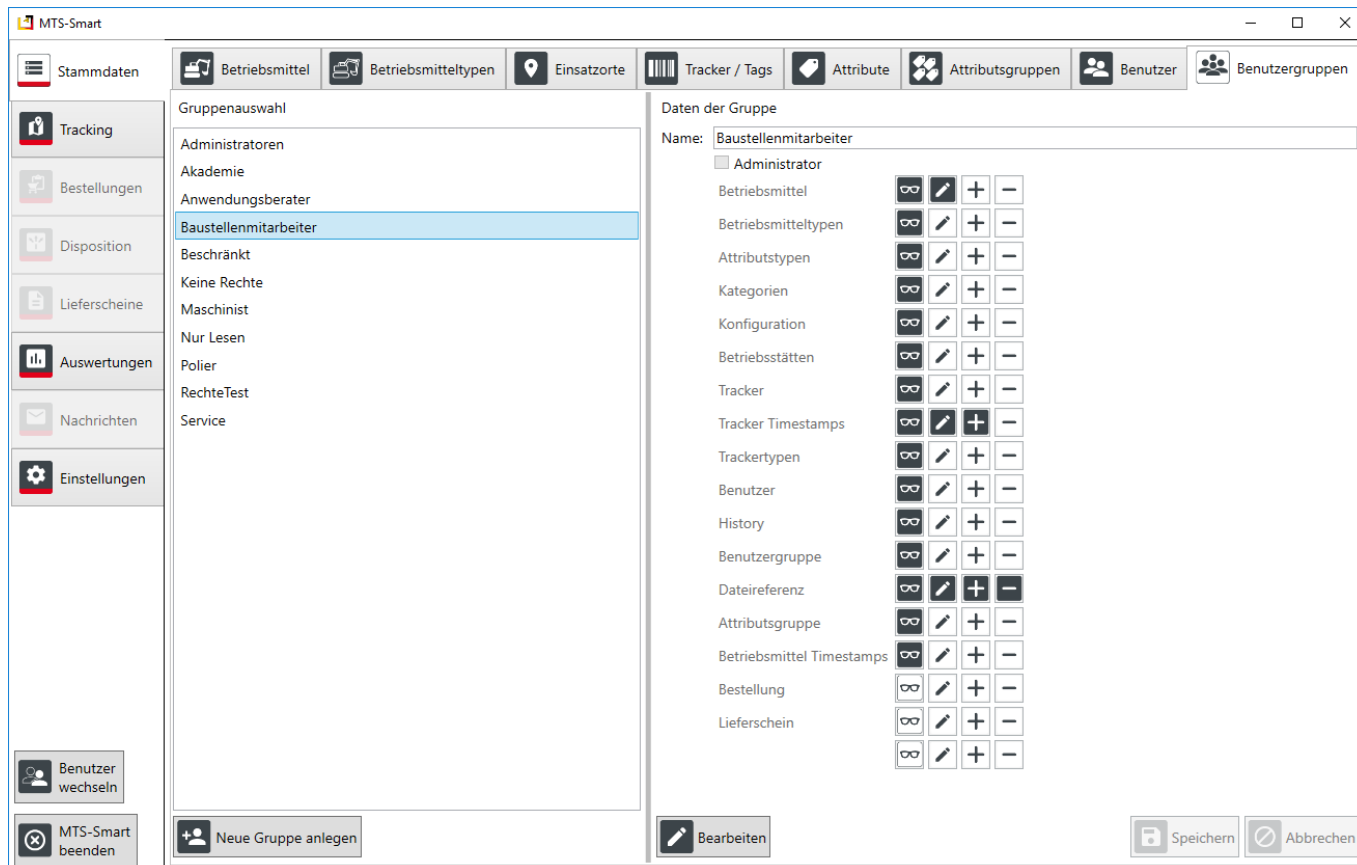 MTS-Smart
Stammdaten
Betriebsmittel
Betriebsmitteltypen
Einsatzorte
Tracker / Tags
Attribute
Attributsgruppen
Benutzer
Benutzergruppen
Tracking
Bestellungen
Disposition
Lieferscheine
Auswertungen
Nachrichten
Einstellungen
Benutzer
wechseln
MTS-Smart
beenden
Gruppenauswahl
Administratoren
Akademie
Anwendungsberater
Baustellenmitarbeiter
Beschränkt
Keine Rechte
Maschinist
Nur Lesen
Polier
RechteTest
Service
Neue Gruppe anlegen
Daten der Gruppe
Name: Baustellenmitarbeiter
Administrator
Betriebsmittel
Betriebsmitteltypen
Attributstypen
Kategorien
Konfiguration
Betriebsstätten
Tracker
Tracker Timestamps
Trackertypen
Benutzer
History
Benutzergruppe
Dateireferenz
Attributsgruppe
Betriebsmittel Timestamps
Bestellung
Lieferschein
Bearbeiten
Speichern
Abbrechen